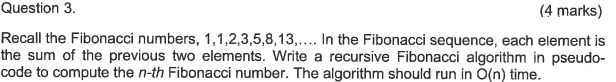 Question 3. (4 marks)
Recall the Fibonacci numbers, 1,1,2,3,5,8,13,.... In the Fibonacci sequence, each element is
the sum of the previous two elements. Write a recursive Fibonacci algorithm in pseudo-
code to compute the n-th Fibonacci number. The algorithm should run in O(n) time.